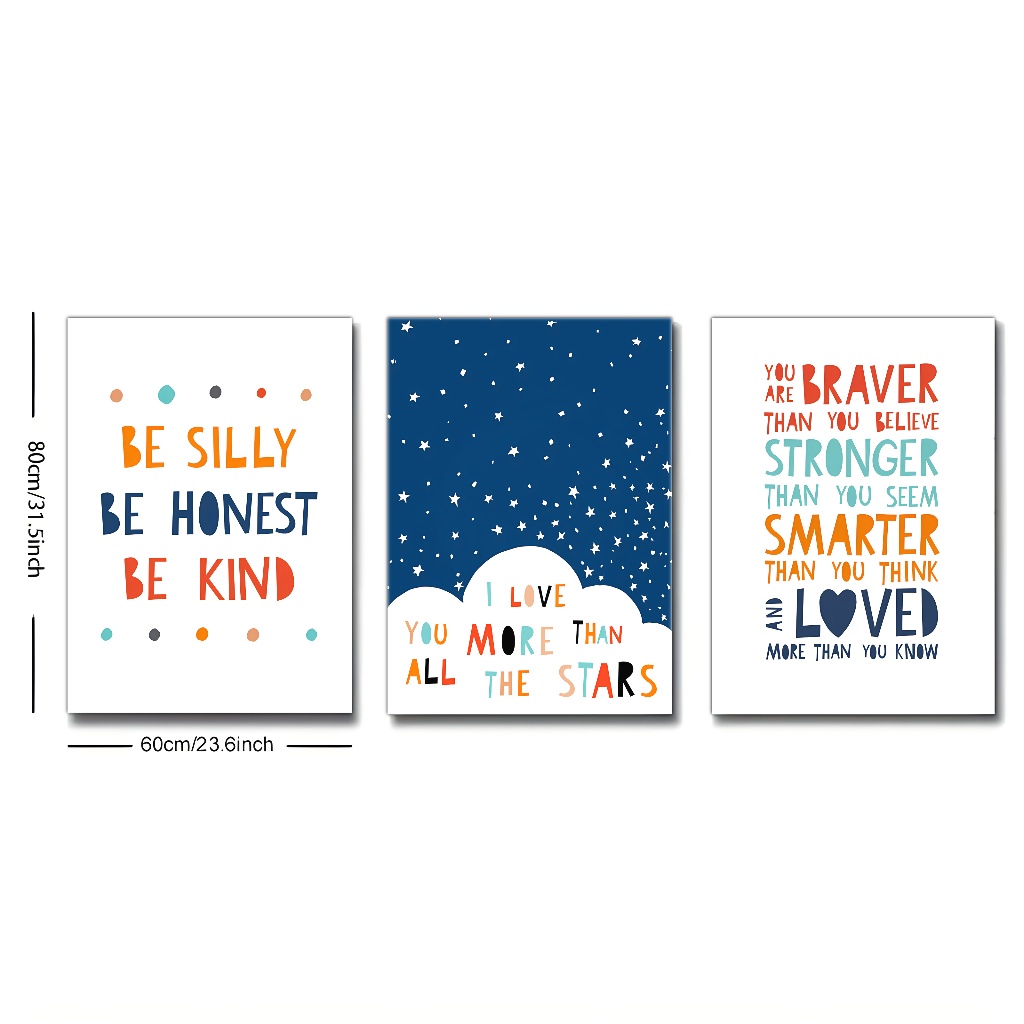 80cm/31.5inch
BE SILLY
BE HONEST
BE KIND
60cm/23.6inch
I LOVE
YOU MORE THAN
ALL THE STARS
YOU ARE BRAVER
THAN YOU BELIEVE
STRONGER
THAN YOU SEEM
SMARTER
THAN YOU THINK
AND LOVED
MORE THAN YOU KNOW